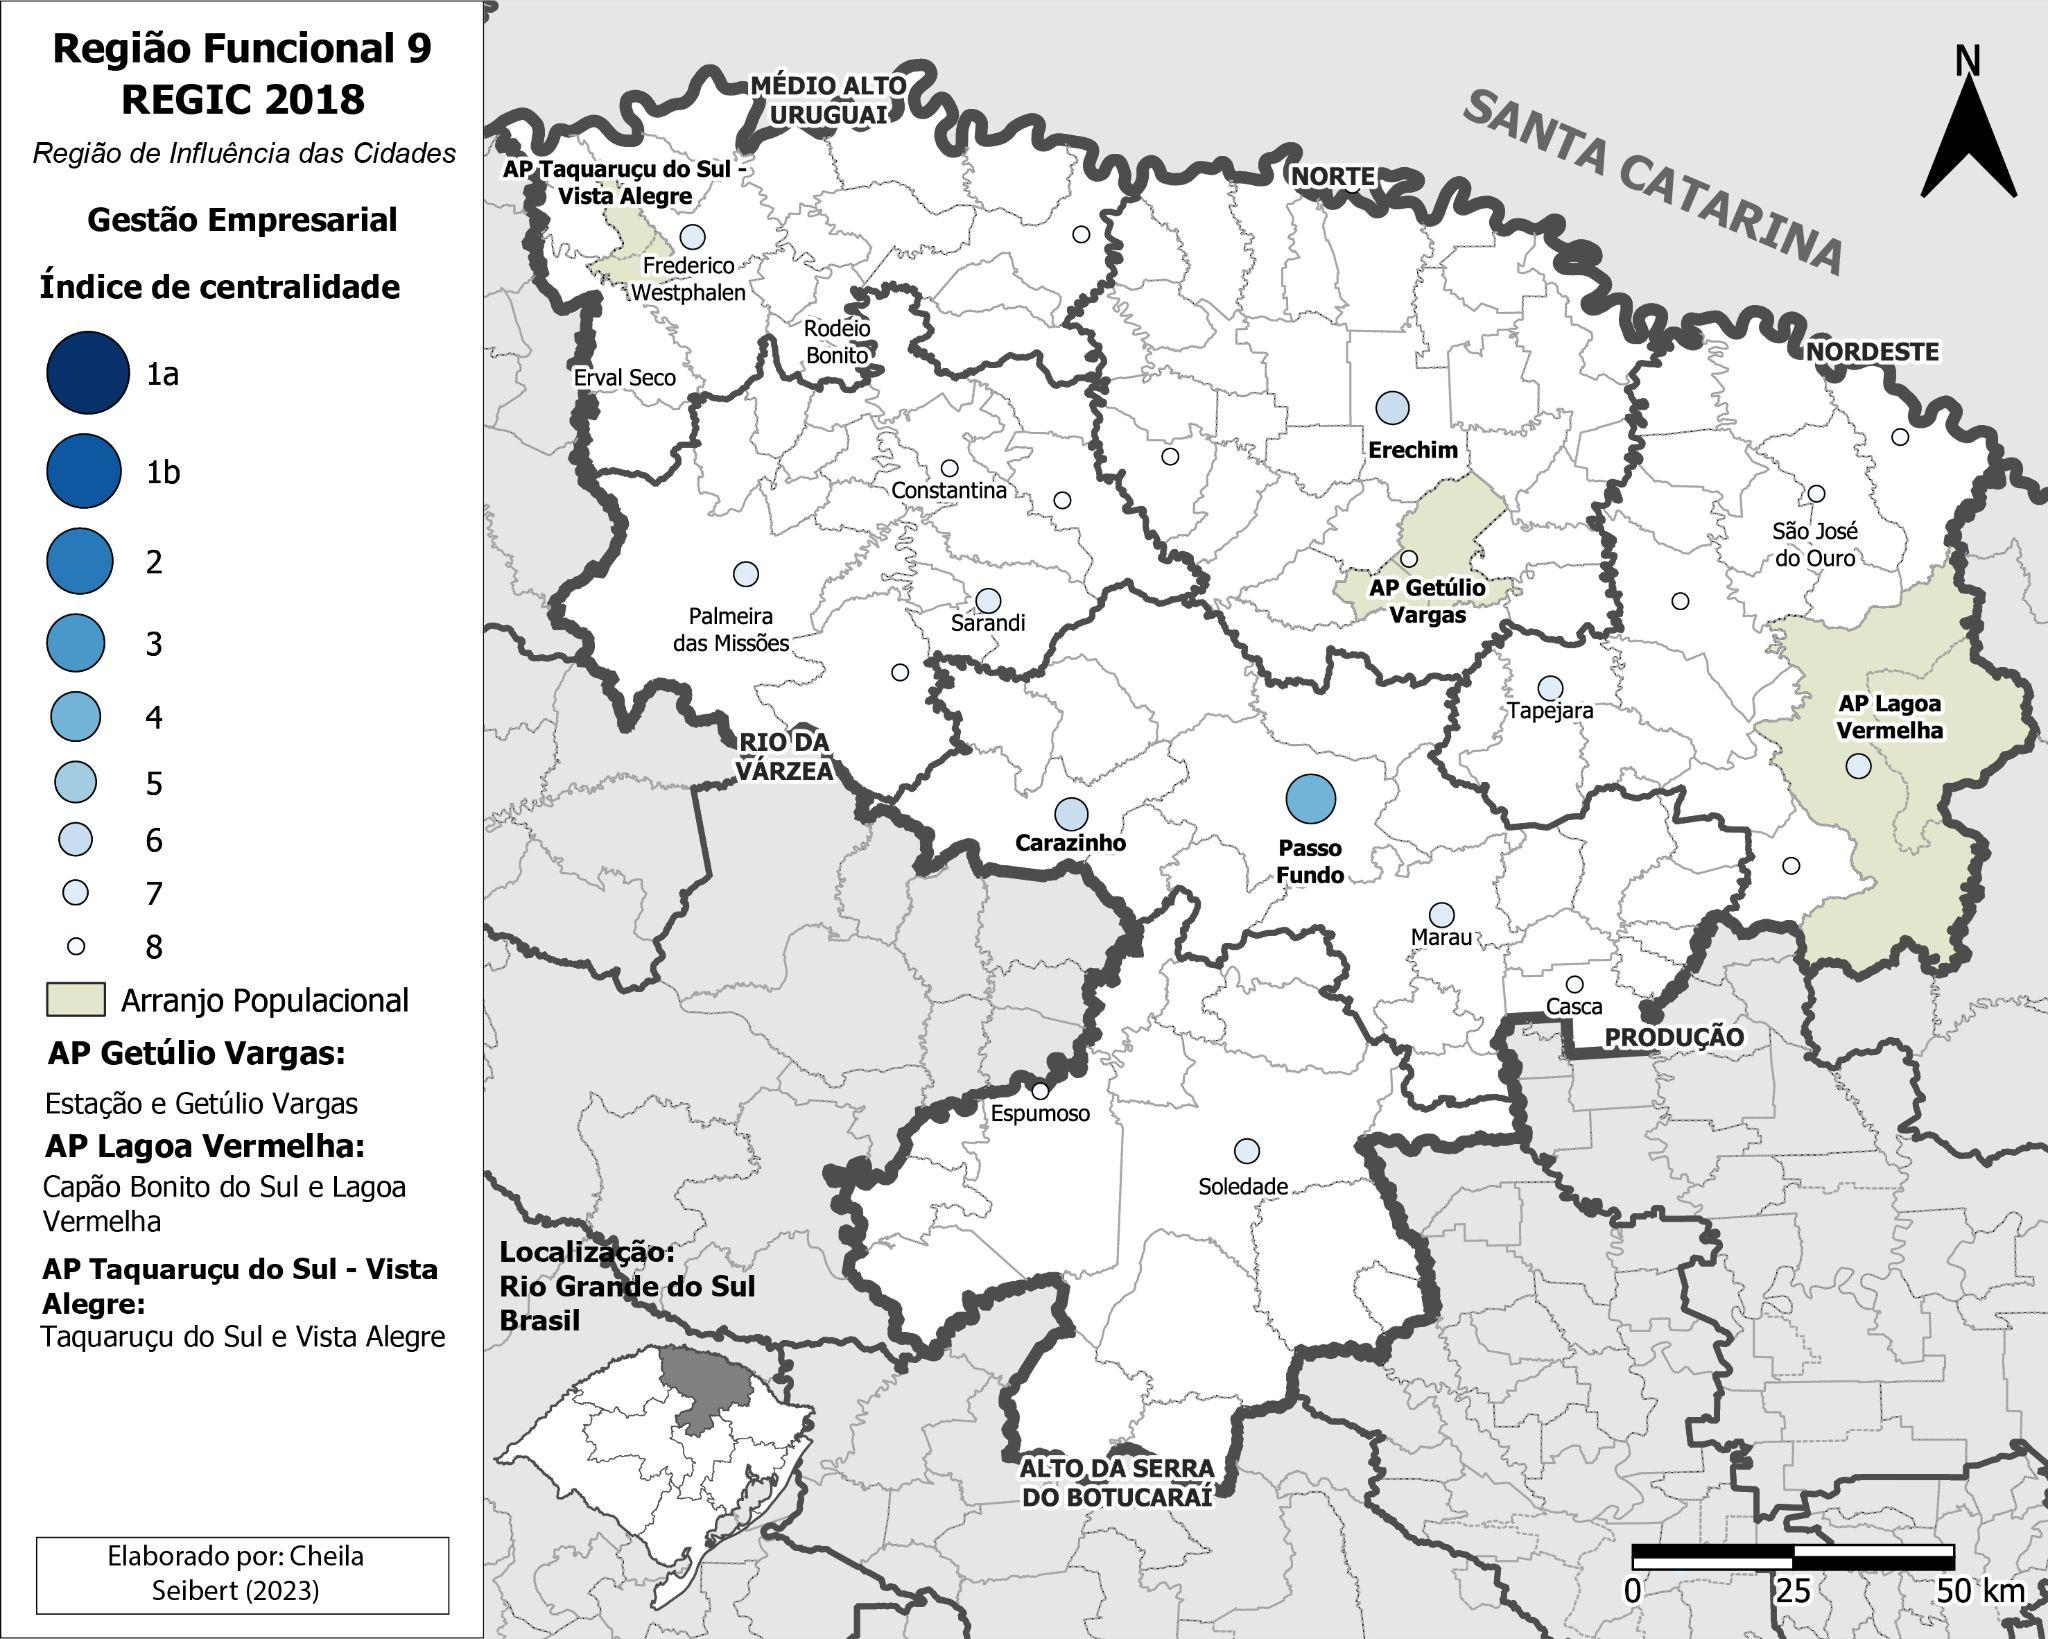 Região Funcional 9
REGIC 2018
Região de Influência das Cidades
Gestão Empresarial
Índice de centralidade
1a
1b
2
3
4
5
6
7
8
Arranjo Populacional
AP Getúlio Vargas:
Estação e Getúlio Vargas
AP Lagoa Vermelha:
Capão Bonito do Sul e Lagoa
Vermelha
AP Taquaruçu do Sul - Vista
Alegre:
Taquaruçu do Sul e Vista Alegre
Elaborado por: Cheila
Seibert (2023)
MÉDIO ALTO
URUGUAI
SANTA CATARINA
N
AP Taquaruçu do Sul -
Vista Alegre
NORTE
Frederico
Westphalen
Rodeio
Bonito
NORDESTE
Erval Seco
Erechim
Constantina
São José
do Ouro
AP Getúlio
Vargas
Palmeira
das Missões
Sarandi
Tapejara
AP Lagoa
Vermelha
RIO DA
VÁRZEA
Carazinho
Passo
Fundo
Marau
Casca
PRODUÇÃO
Espumoso
Soledade
Localização:
Rio Grande do Sul
Brasil
ALTO DA SERRA
DO BOTUCARAÍ
0 25 50 km